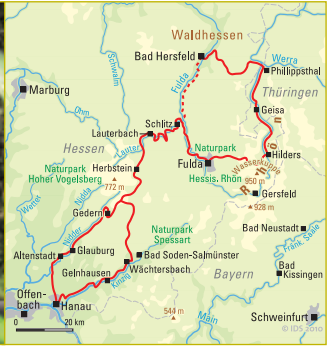 Waldhessen
Bad Hersfeld
Werra
Philippsthal
Marburg
Schwalm
Fulda
Thüringen
Ohm
Geisa
Schlitz
Lauterbach
Lauter
Hessen
Naturpark
Hessis. Rhön
Fulda
Wasserkuppe
950 m
Hilders
Rhön
Herbstein
772 m
Naturpark
Hoher Vogelsberg
Gersfeld
928 m
Wetter
Nidda
Gedern
Nidder
Naturpark
Spessart
Bad Neustadt
Fränk. Saale
Glauburg
Altenstadt
Bad Soden-Salmünster
Gelnhausen
Wächtersbach
Kinzig
Bayern
Bad
Kissingen
Offen-
bach
Hanau
544 m
Main
Schweinfurt
0 20 km
© IDS 2010